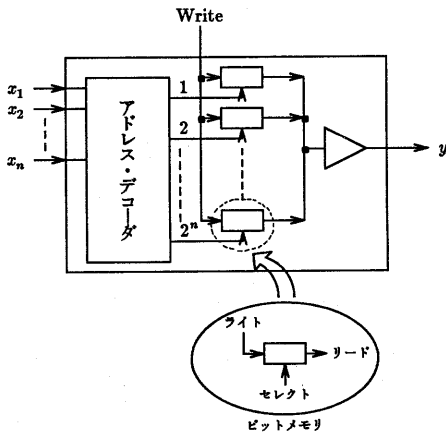 Write
x1
x2
xn
アドレス・デコーダ
1
2
2^n
y
ライト
リード
セレクト
ビットメモリ